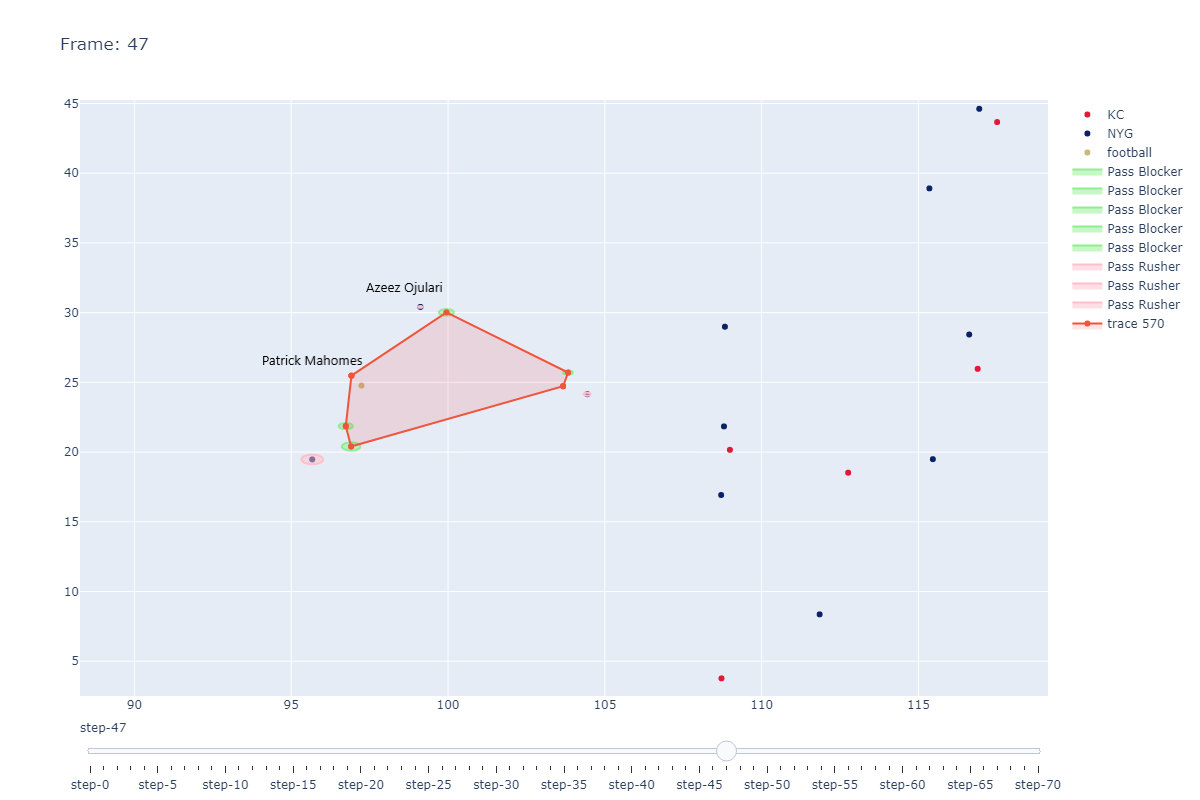 Frame: 47
KC
NYG
football
Pass Blocker
Pass Blocker
Pass Blocker
Pass Blocker
Pass Blocker
Pass Rusher
Pass Rusher
Pass Rusher
trace 570
45
40
35
30
25
20
15
10
5
Azeez Ojulari
Patrick Mahomes
90 95 100 105 110 115
step-47
step-0 step-5 step-10 step-15 step-20 step-25 step-30 step-35 step-40 step-45 step-50 step-55 step-60 step-65 step-70